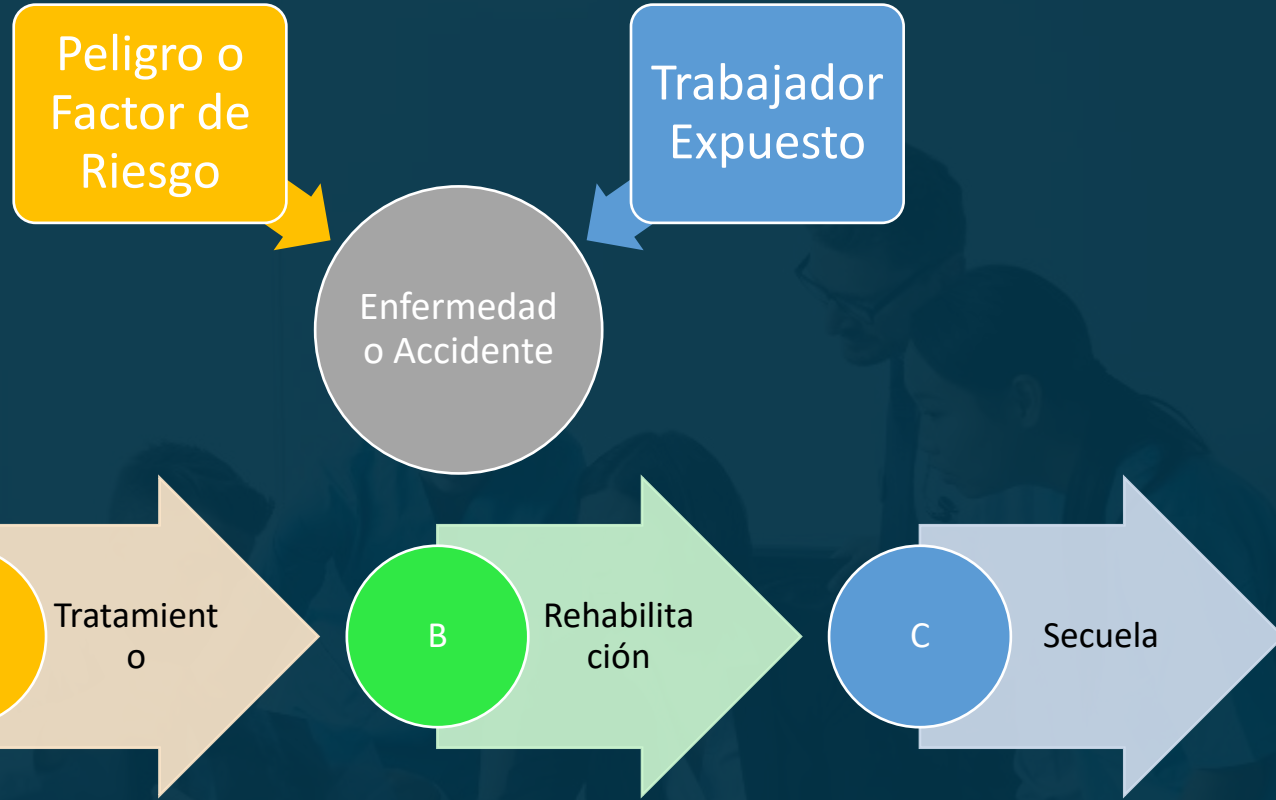 Peligro o
Factor de
Riesgo
Trabajador
Expuesto
Enfermedad
o Accidente
Tratamient
o
B
Rehabilita
ción
C
Secuela